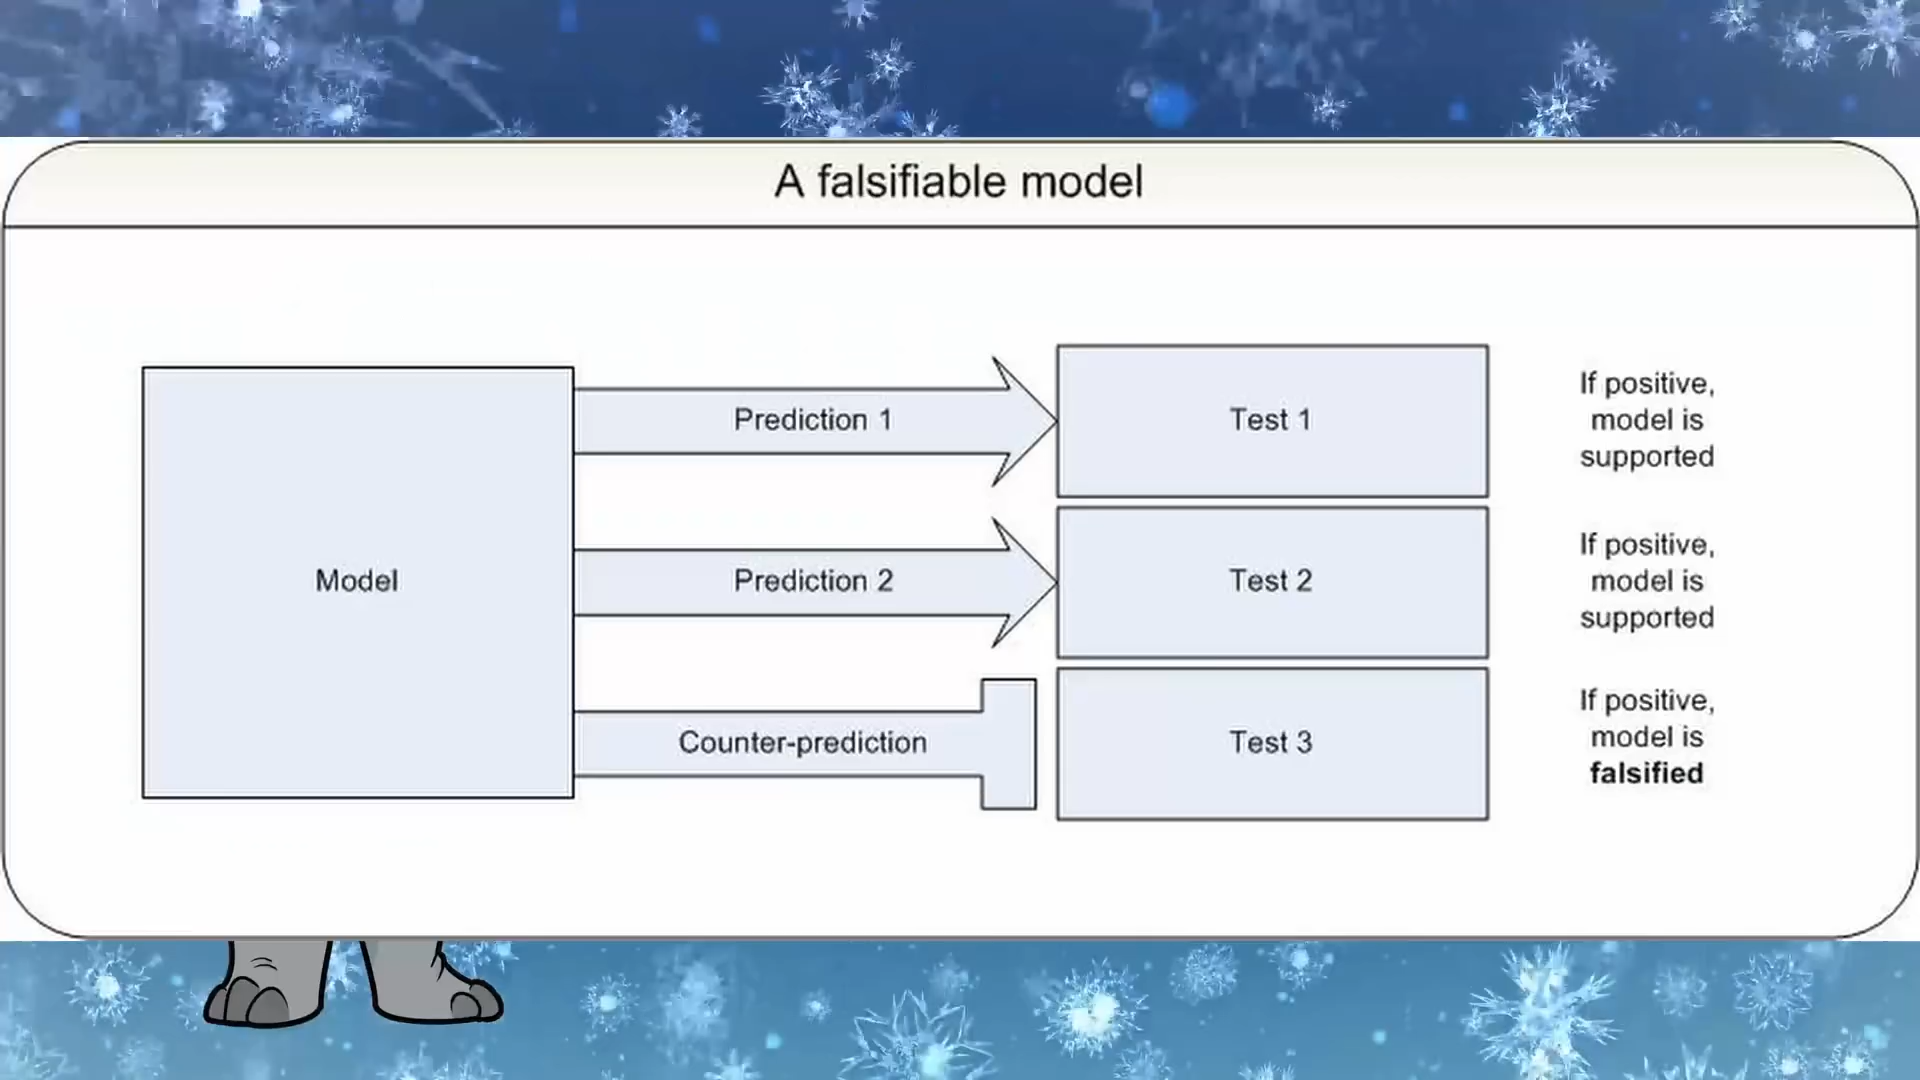 A falsifiable model
Model
Prediction 1
Test 1
If positive,
model is
supported
Prediction 2
Test 2
If positive,
model is
supported
Counter-prediction
Test 3
If positive,
model is
falsified